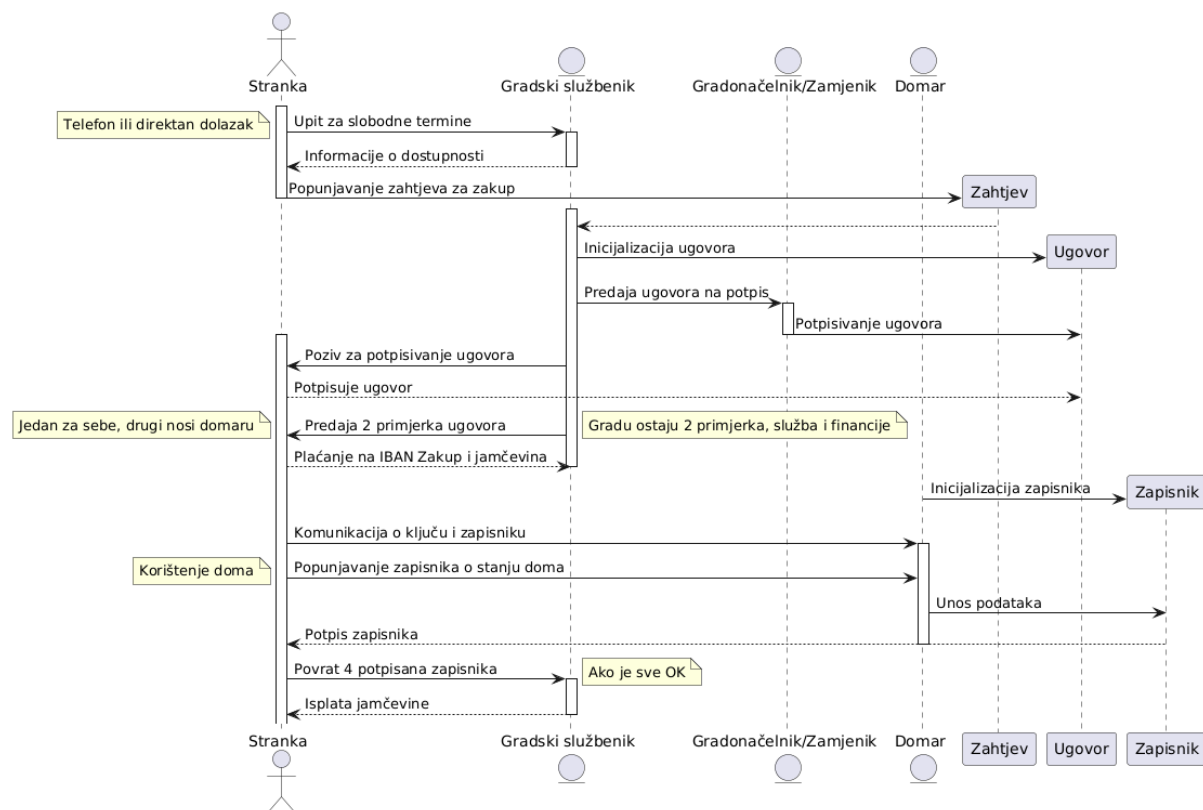 Stranka
Gradski službenik
Gradonačelnik/Zamjenik
Domar
Telefon ili direktan dolazak
Upit za slobodne termine
Informacije o dostupnosti
Popunjavanje zahtjeva za zakup
Zahtjev
Inicijalizacija ugovora
Ugovor
Predaja ugovora na potpis
Potpisivanje ugovora
Poziv za potpisivanje ugovora
Potpisuje ugovor
Jedan za sebe, drugi nosi domaru
Predaja 2 primjerka ugovora
Gradu ostaju 2 primjerka, služba i financije
Plaćanje na IBAN Zakup i jamčevina
Inicijalizacija zapisnika
Zapisnik
Komunikacija o ključu i zapisniku
Korištenje doma
Popunjavanje zapisnika o stanju doma
Unos podataka
Potpis zapisnika
Povrat 4 potpisana zapisnika
Ako je sve OK
Isplata jamčevine
Stranka
Gradski službenik
Gradonačelnik/Zamjenik
Domar
Zahtjev
Ugovor
Zapisnik